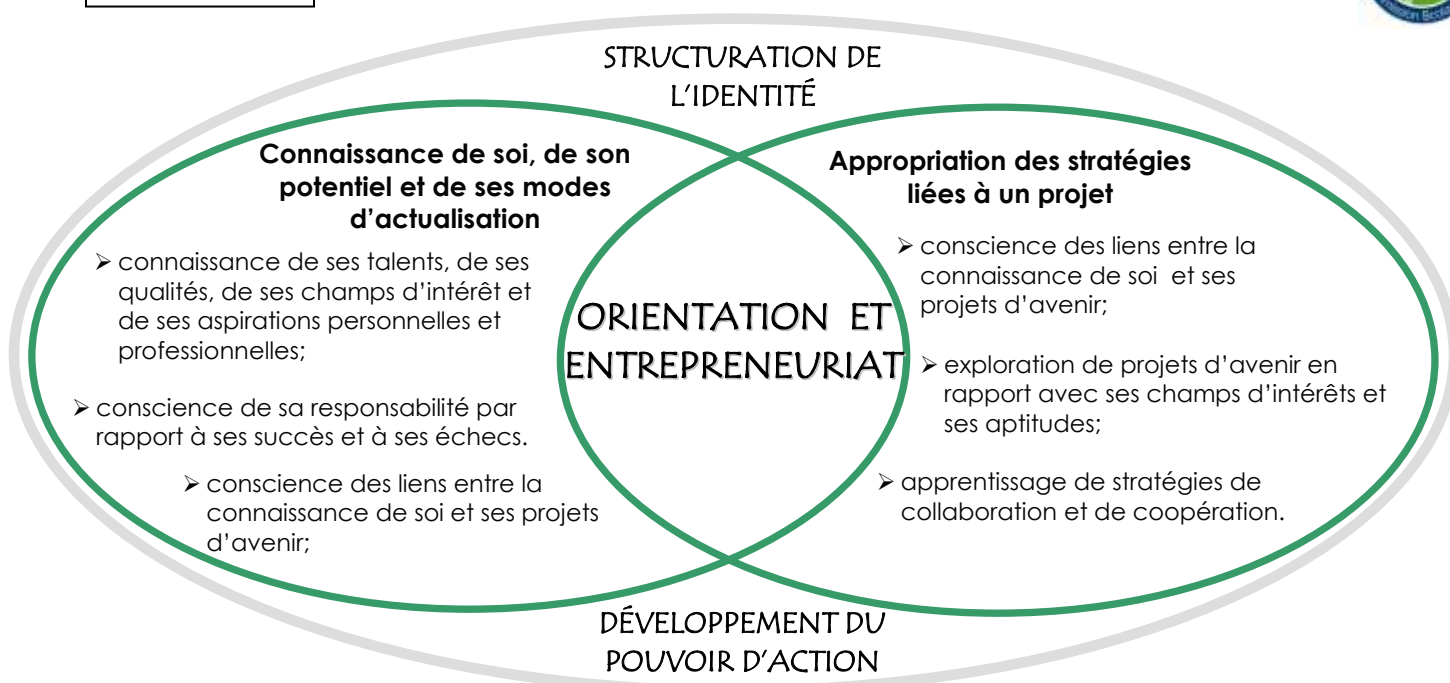 STRUCTURATION DE
L'IDENTITÉ
Connaissance de soi, de son
potentiel et de ses modes
d'actualisation
➢ connaissance de ses talents, de ses
qualités, de ses champs d'intérêt et
de ses aspirations personnelles et
professionnelles;
➢ conscience de sa responsabilité par
rapport à ses succès et à ses échecs.
➢ conscience des liens entre la
connaissance de soi et ses projets
d'avenir;
ORIENTATION ET
ENTREPRENEURIAT
Appropriation des stratégies
liées à un projet
➢ conscience des liens entre la
connaissance de soi et ses
projets d'avenir;
➢ exploration de projets d'avenir en
rapport avec ses champs d'intérêts et
ses aptitudes;
➢ apprentissage de stratégies de
collaboration et de coopération.
DÉVELOPPEMENT DU
POUVOIR D'ACTION